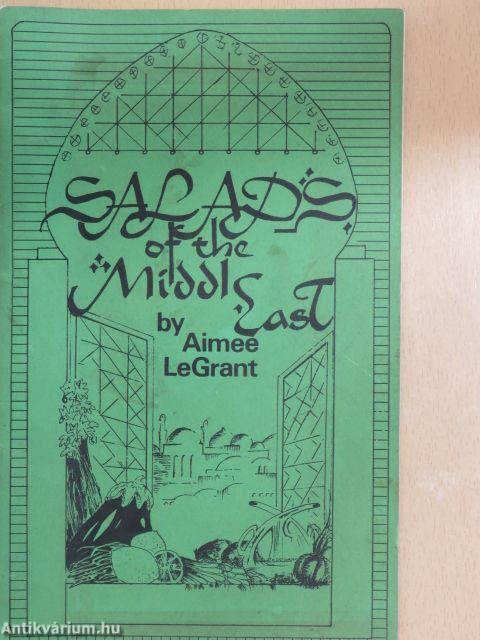 SALADS
of the
Middl East
by
Aimee
LeGrant
Antikvárium.hu